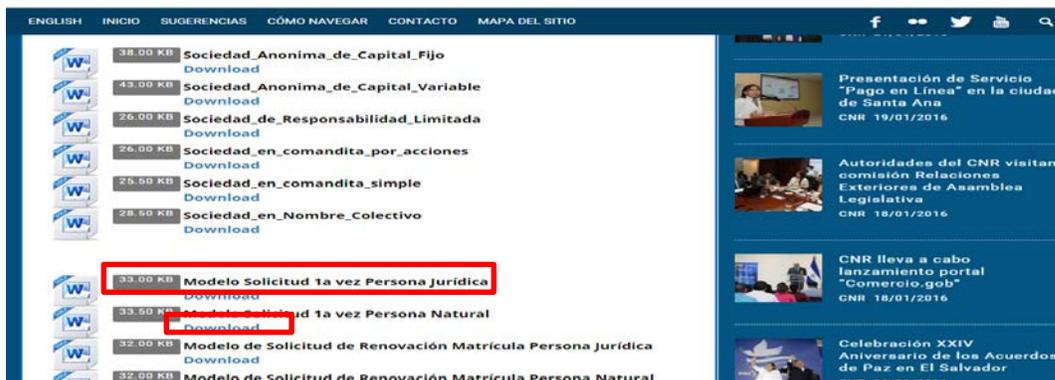 ENGLISH INICIO SUGERENCIAS CÓMO NAVEGAR CONTACTO MAPA DEL SITIO
38.00 KB Sociedad_Anonima_de_Capital_Fijo
Download
43.00 KB Sociedad_Anonima_de_Capital_Variable
Download
26.00 KB Sociedad_de_Responsabilidad_Limitada
Download
26.00 KB Sociedad_en_comandita_por_acciones
Download
25.50 KB Sociedad_en_comandita_simple
Download
28.50 KB Sociedad_en_Nombre_Colectivo
Download
33.00 KB Modelo Solicitud 1a vez Persona Jurídica
Download
33.50 KB Modelo Solicitud 1a vez Persona Natural
Download
32.00 KB Modelo de Solicitud de Renovación Matrícula Persona Jurídica
Download
32.00 KB Modelo de Solicitud de Renovación Matrícula Persona Natural
Presentación de Servicio
"Pago en Línea" en la ciudad
de Santa Ana
CNR 19/01/2016
Autoridades del CNR visitan
comisión Relaciones
Exteriores de Asamblea
Legislativa
CNR 18/01/2016
CNR lleva a cabo
lanzamiento portal
"Comercio.gob"
CNR 18/01/2016
Celebración XXIV
Aniversario de los Acuerdos
de Paz en El Salvador